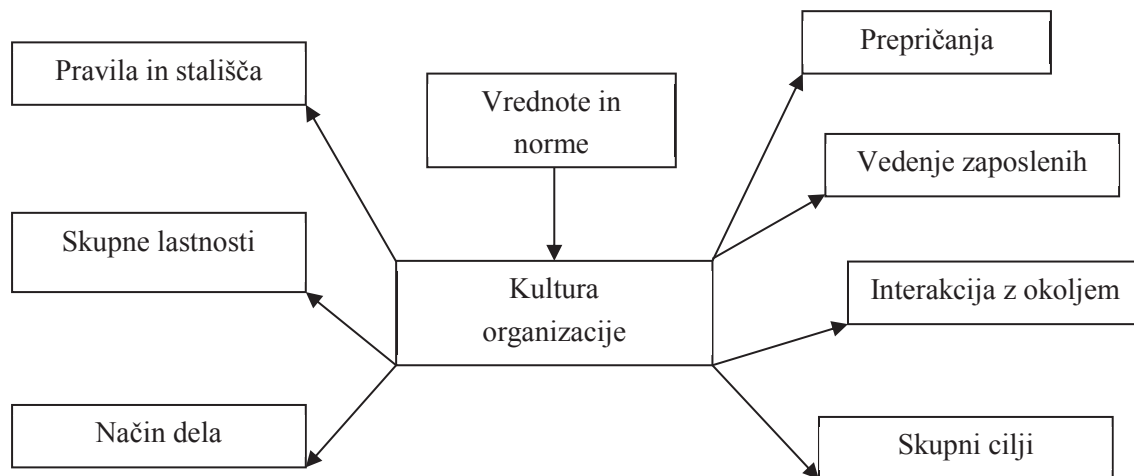 Prepričanja
Pravila in stališča
Vrednote in
norme
Vedenje zaposlenih
Skupne lastnosti
Kultura
organizacije
Interakcija z okoljem
Način dela
Skupni cilji